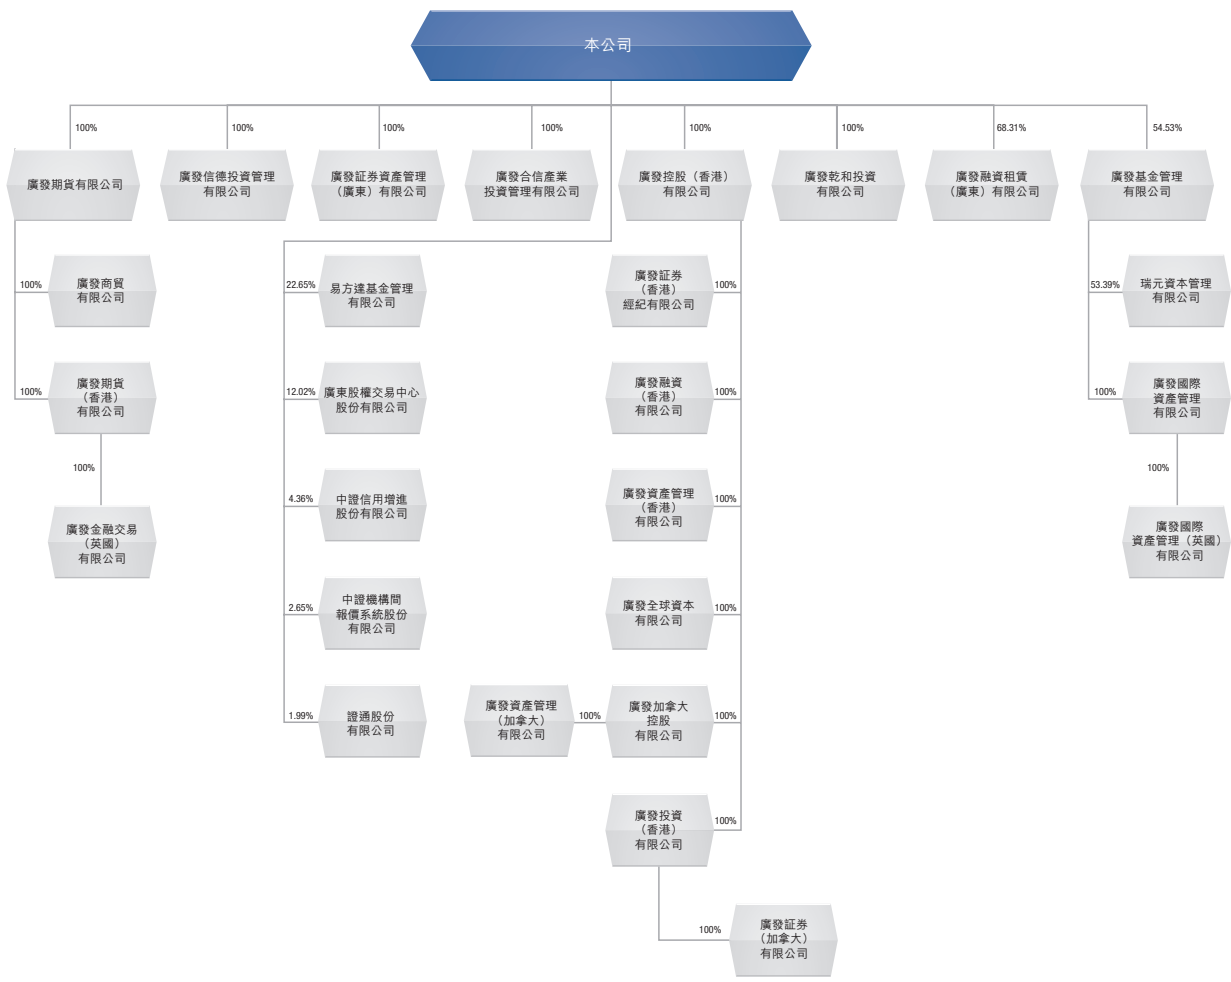 本公司
100%
100%
100%
100%
100%
100%
68.31%
54.53%
廣發期貨有限公司
廣發信德投資管理
有限公司
廣發証券資產管理
（廣東）有限公司
廣發合信產業
投資管理有限公司
廣發控股（香港）
有限公司
廣發乾和投資
有限公司
廣發融資租賃
（廣東）有限公司
廣發基金管理
有限公司
100%
廣發商貿
有限公司
22.65%
易方達基金管理
有限公司
廣發証券
（香港）
經紀有限公司
100%
53.39%
瑞元資本管理
有限公司
100%
廣發期貨
（香港）
有限公司
12.02%
廣東股權交易中心
股份有限公司
廣發融資
（香港）
有限公司
100%
100%
廣發國際
資產管理
有限公司
100%
廣發金融交易
（英國）
有限公司
4.36%
中證信用增進
股份有限公司
廣發資產管理
（香港）
有限公司
100%
100%
廣發國際
資產管理（英國）
有限公司
2.65%
中證機構間
報價系統股份
有限公司
廣發全球資本
有限公司
100%
1.99%
證通股份
有限公司
廣發資產管理
（加拿大）
有限公司
100%
廣發加拿大
控股
有限公司
100%
廣發投資
（香港）
有限公司
100%
100%
廣發証券
（加拿大）
有限公司